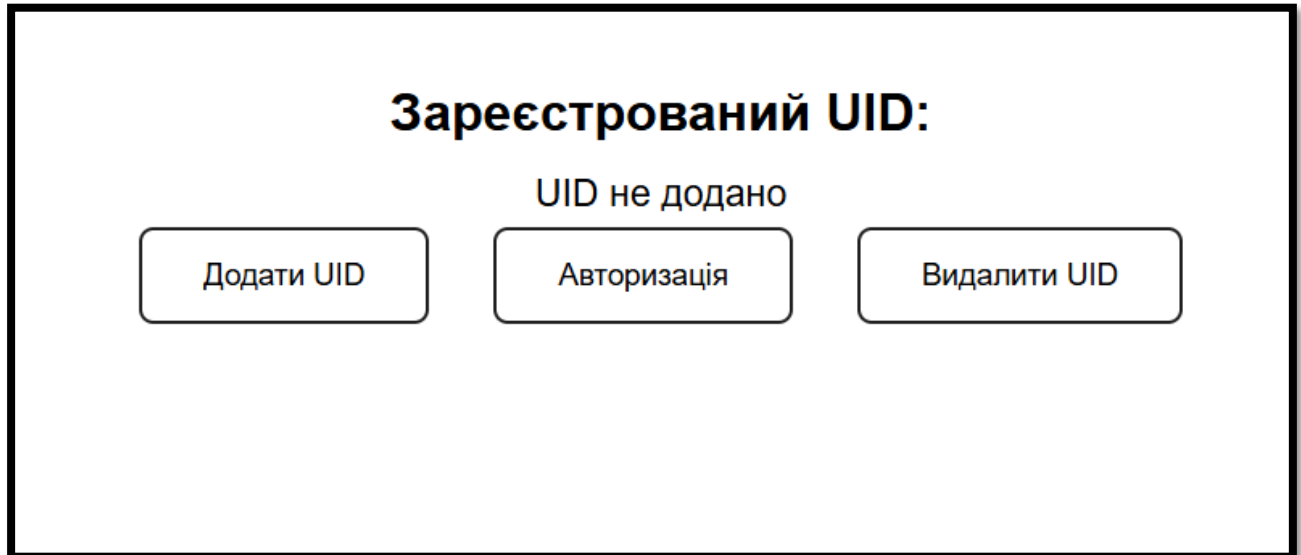 Зареєстрований UID:
UID не додано
Додати UID
Авторизація
Видалити UID